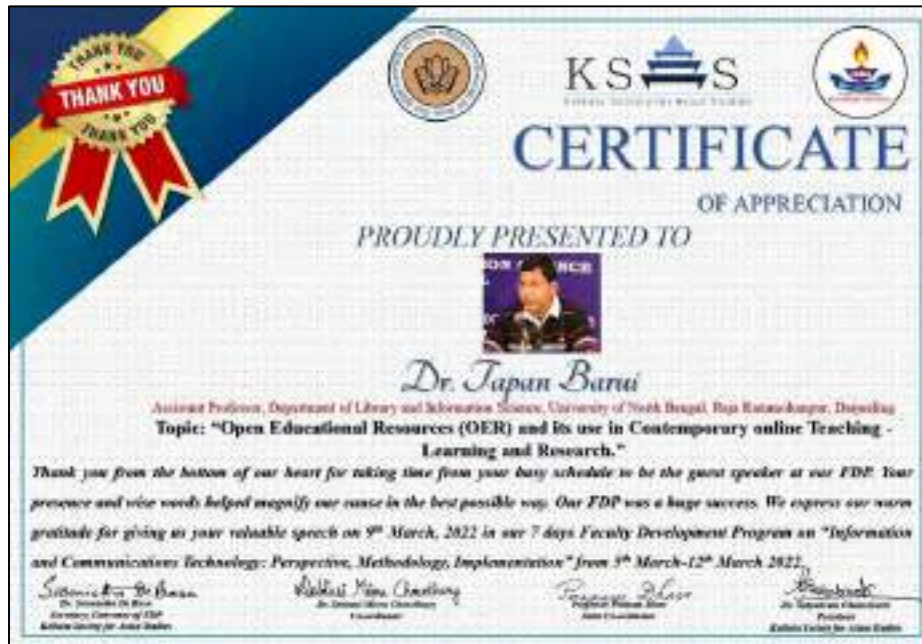 THANK YOU
THANK YOU
THANK YOU
KS S
CERTIFICATE
OF APPRECIATION
PROUDLY PRESENTED TO
Dr. Tapan Barui
Assistant Professor, Department of Library and Information Science, University of North Bengal, Raja Rammohunpur, Darjeeling
Topic: “Open Educational Resources (OER) and its use in Contemporary online Teaching -
Learning and Research.”
Thank you from the bottom of our heart for taking time from your busy schedule to be the guest speaker at our FDP. Your
presence and wise words helped magnify our cause in the best possible way. Our FDP was a huge success. We express our warm
gratitude for giving us your valuable speech on 9th March, 2022 in our 7 days Faculty Development Program on “Information
and Communications Technology: Perspective, Methodology, Implementation” from March-12th March 2022.